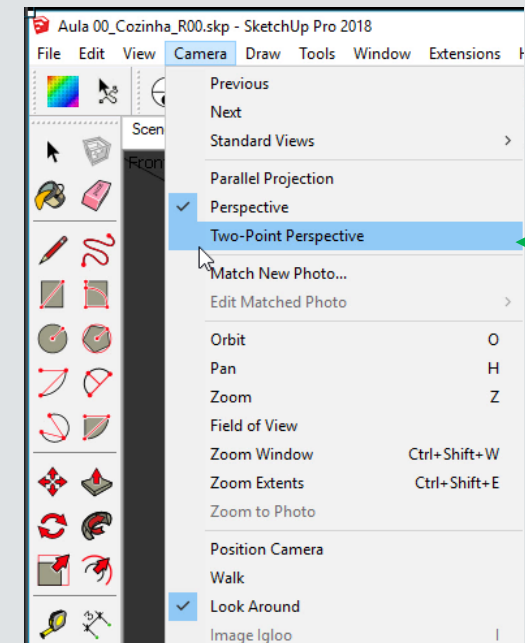 Aula 00_Cozinha_R00.skp - SketchUp Pro 2018
File Edit View Camera Draw Tools Window Extensions
Previous
Next
Scen
Standard Views
Fron
Parallel Projection
Perspective
Two-Point Perspective
Match New Photo...
Edit Matched Photo
Orbit O
Pan H
Zoom Z
Field of View
Zoom Window Ctrl+Shift+W
Zoom Extents Ctrl+Shift+E
Zoom to Photo
Position Camera
Walk
Look Around
Image Igloo I